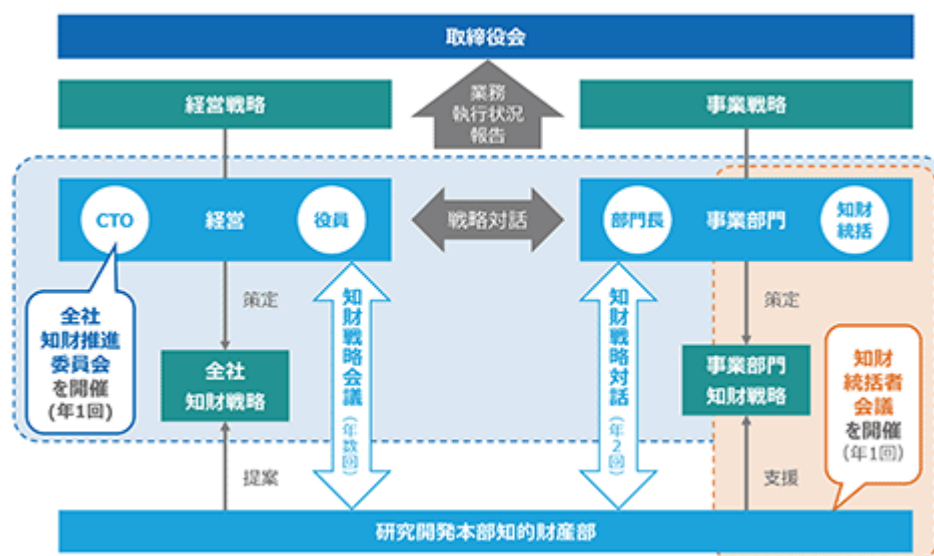 取締役会
経営戦略
業務
執行状況
報告
事業戦略
CTO
経営
役員
戦略対話
部門長
事業部門
知財
統括
全社
知財推進
委員会
を開催
(年1回)
策定
知財戦略会議(年数回)
知財戦略対話(年2回)
策定
全社
知財戦略
事業部門
知財戦略
知財
統括者
会議
を開催
(年1回)
提案
支援
研究開発本部知的財産部